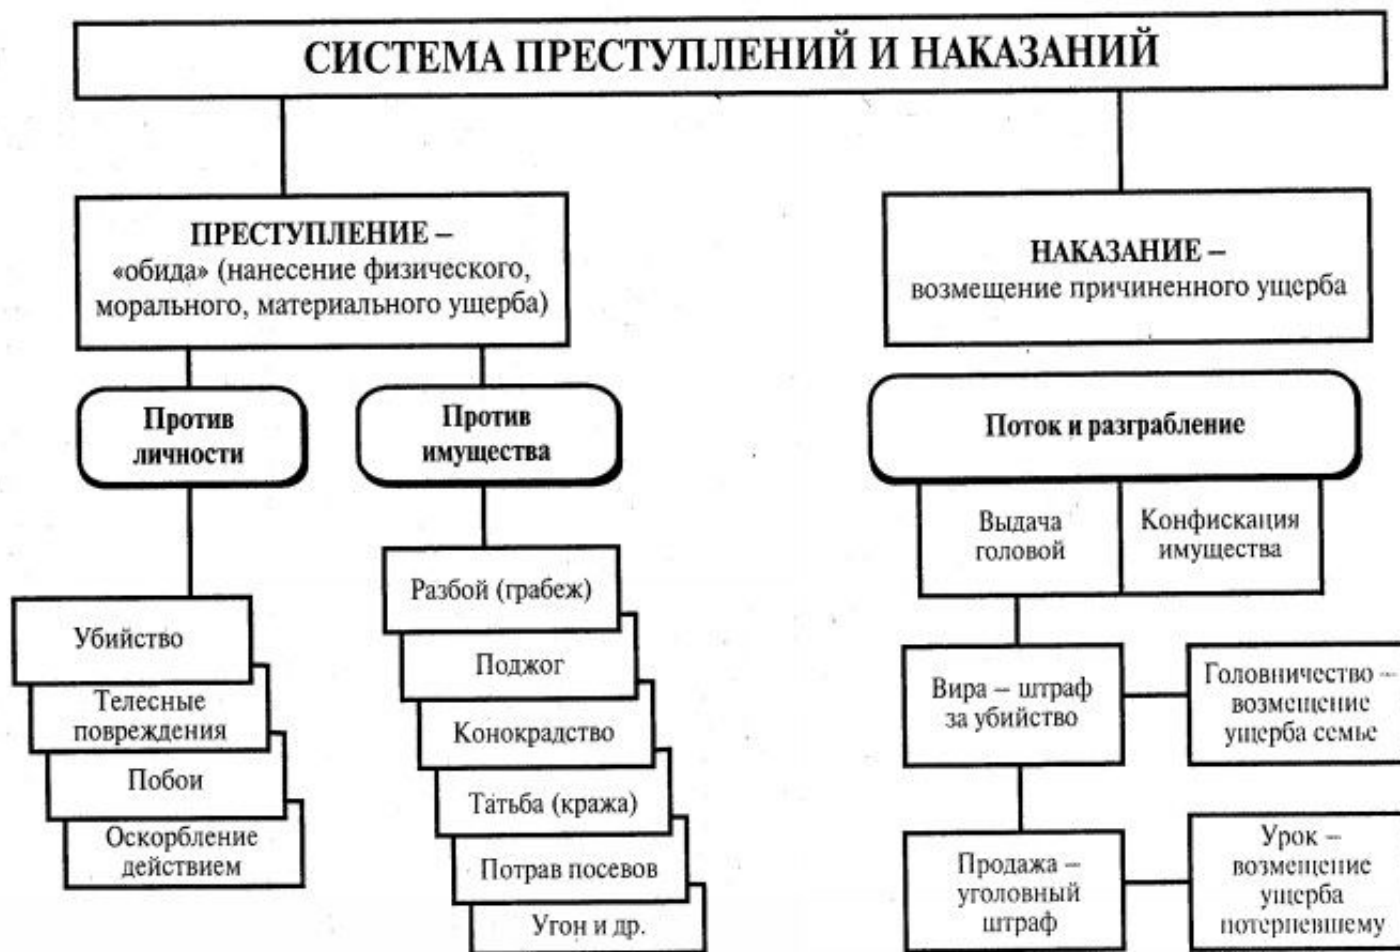 СИСТЕМА ПРЕСТУПЛЕНИЙ И НАКАЗАНИЙ
ПРЕСТУПЛЕНИЕ –
«обида» (нанесение физического,
морального, материального ущерба)
Против
личности
Убийство
Телесные
повреждения
Побои
Оскорбление
действием
Против
имущества
Разбой (грабеж)
Поджог
Конокрадство
Татьба (кража)
Потрав посевов
Угон и др.
НАКАЗАНИЕ –
возмещение причиненного ущерба
Поток и разграбление
Выдача
головой
Конфискация
имущества
Вира – штраф
за убийство
Головничество –
возмещение
ущерба семье
Продажа –
уголовный
штраф
Урок –
возмещение
ущерба
потерпевшему